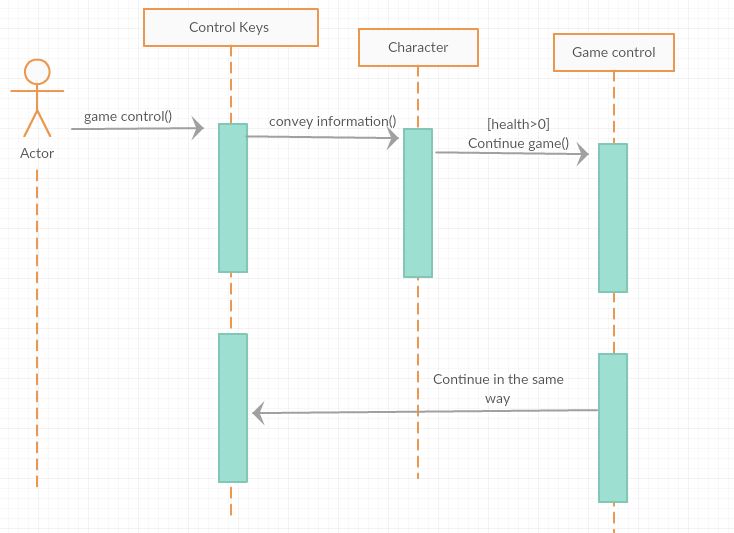 Control Keys
Character
Game control
game control()
convey information()
[health>0]
Continue game()
Actor
Continue in the same
way